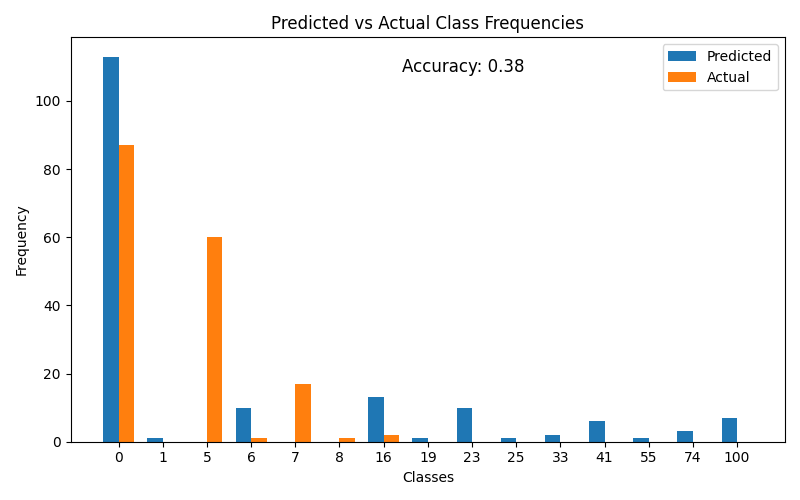 Predicted vs Actual Class Frequencies
Accuracy: 0.38
Predicted
Actual
Frequency
100
80
60
40
20
0
0 1 5 6 7 8 16 19 23 25 33 41 55 74 100
Classes